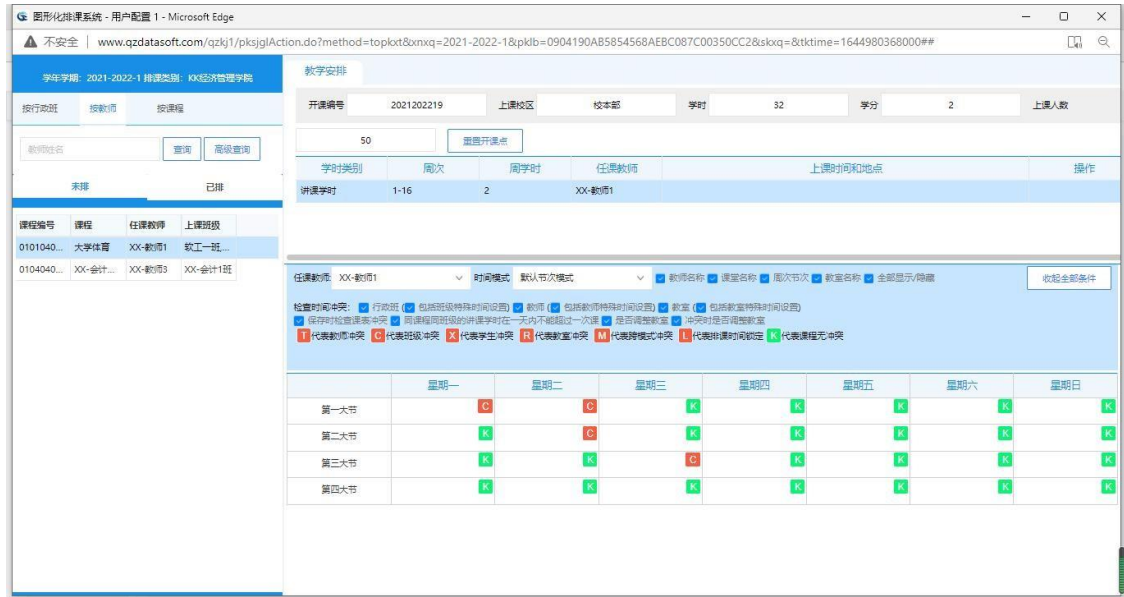 图形化排课系统 - 用户配置 1 - Microsoft Edge
不安全 | www.qzdatasoft.com/qzkj1/pksjglAction.do?method=topkxt&xnxq=2021-2022-1&pklb=0904190AB5854568AEBC087C00350CC2&skxq=&tktime=1644980368000##
学年学期: 2021-2022-1 排课类别: KK经济管理学院
按行政班 按教师 按课程
教师姓名 查询 高级查询
未排 已排
课程编号 课程 任课教师 上课班级
0101040... 大学体育 XX-教师1 软工一班,...
0104040... XX-会计... XX-教师3 XX-会计1班
教学安排
开课编号 2021202219 上课校区 校本部 学时 32 学分 2 上课人数
50 重置开课点
学时类别 周次 周学时 任课教师 上课时间和地点 操作
讲课学时 1-16 2 XX-教师1
任课教师: XX-教师1 时间模式 默认节次模式 教师名称 课堂名称 周次节次 教室名称 全部显示/隐藏 收起全部条件
检查时间冲突: 行政班 ( 包括班级特殊时间设置) 教师 ( 包括教师特殊时间设置) 教室 ( 包括教室特殊时间设置)
保存时检查课表冲突 同课程同班级的讲课学时在一天内不能超过一次课 是否调整教室 冲突时是否调整教室
T 代表教师冲突 C 代表班级冲突 X 代表学生冲突 R 代表教室冲突 M 代表跨模式冲突 L 代表排课时间锁定 K 代表课程无冲突
星期一 星期二 星期三 星期四 星期五 星期六 星期日
第一大节 C C K K K K K
第二大节 K C K K K K K
第三大节 K K C K K K K
第四大节 K K K K K K K